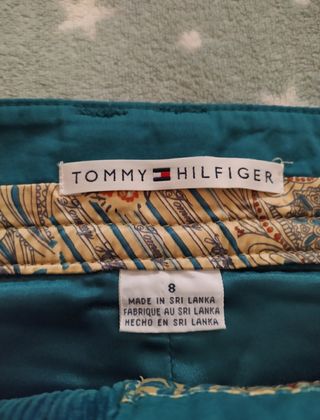 TOMMY HILFIGER
8
MADE IN SRI LANKA
FABRIQUE AU SRI LANKA
HECHO EN SRI LANKA